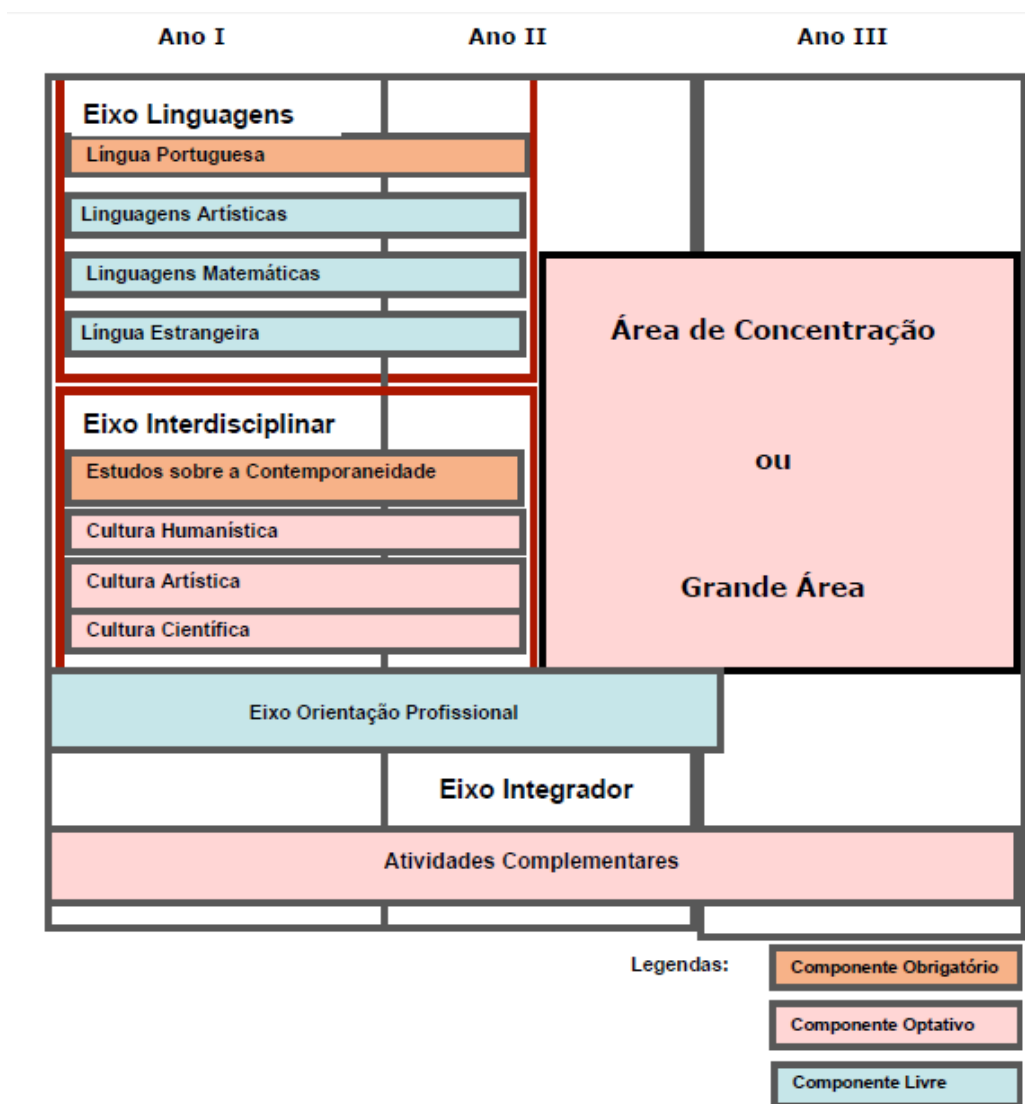 Ano I
Ano II
Ano III
Eixo Linguagens
Língua Portuguesa
Linguagens Artísticas
Linguagens Matemáticas
Língua Estrangeira
Área de Concentração
ou
Grande Área
Eixo Interdisciplinar
Estudos sobre a Contemporaneidade
Cultura Humanística
Cultura Artística
Cultura Científica
Eixo Orientação Profissional
Eixo Integrador
Atividades Complementares
Legendas:
Componente Obrigatório
Componente Optativo
Componente Livre